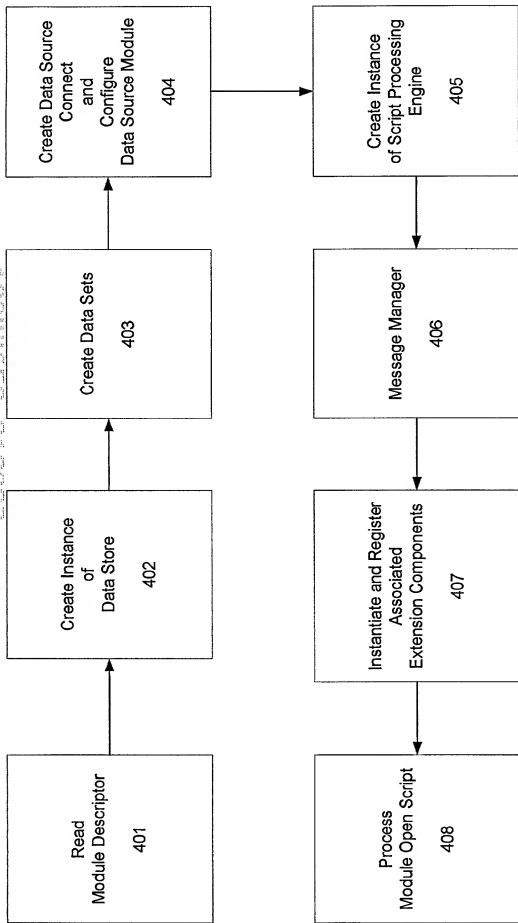 Read
Module Descriptor
401
Create Instance
of
Data Store
402
Create Data Sets
403
Create Data Source
Connect
and
Configure
Data Source Module
404
Create Instance
of Script Processing
Engine
405
Message Manager
406
Instantiate and Register
Associated
Extension Components
407
Process
Module Open Script
408